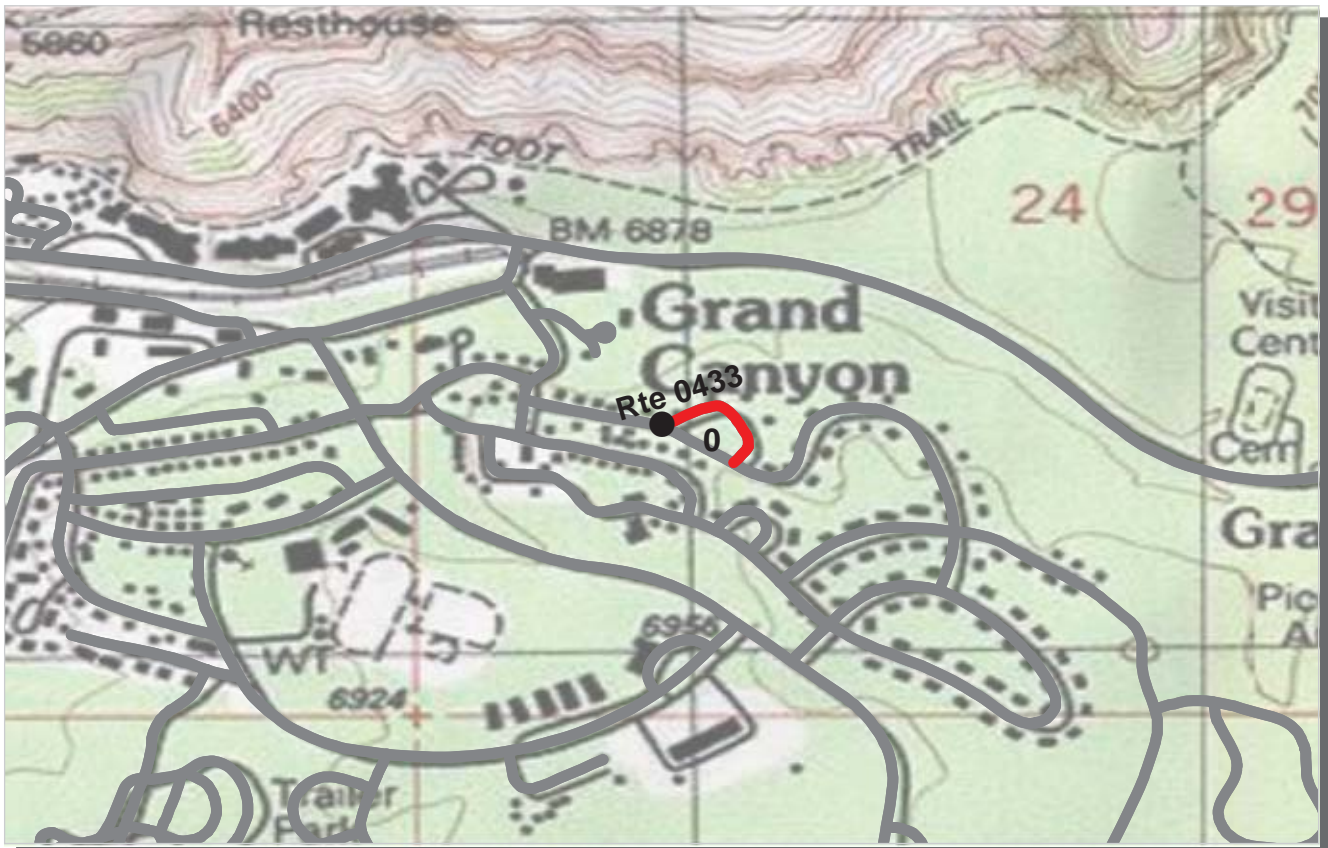 Resthouse
5860
6400
FOOT
TRAIL
24
29
BM 6878
Grand
Canyon
Visit
Cent
Rte 0433
0
Cem
Gra
Pic
A
6956
WT
6924
Trailer
Park